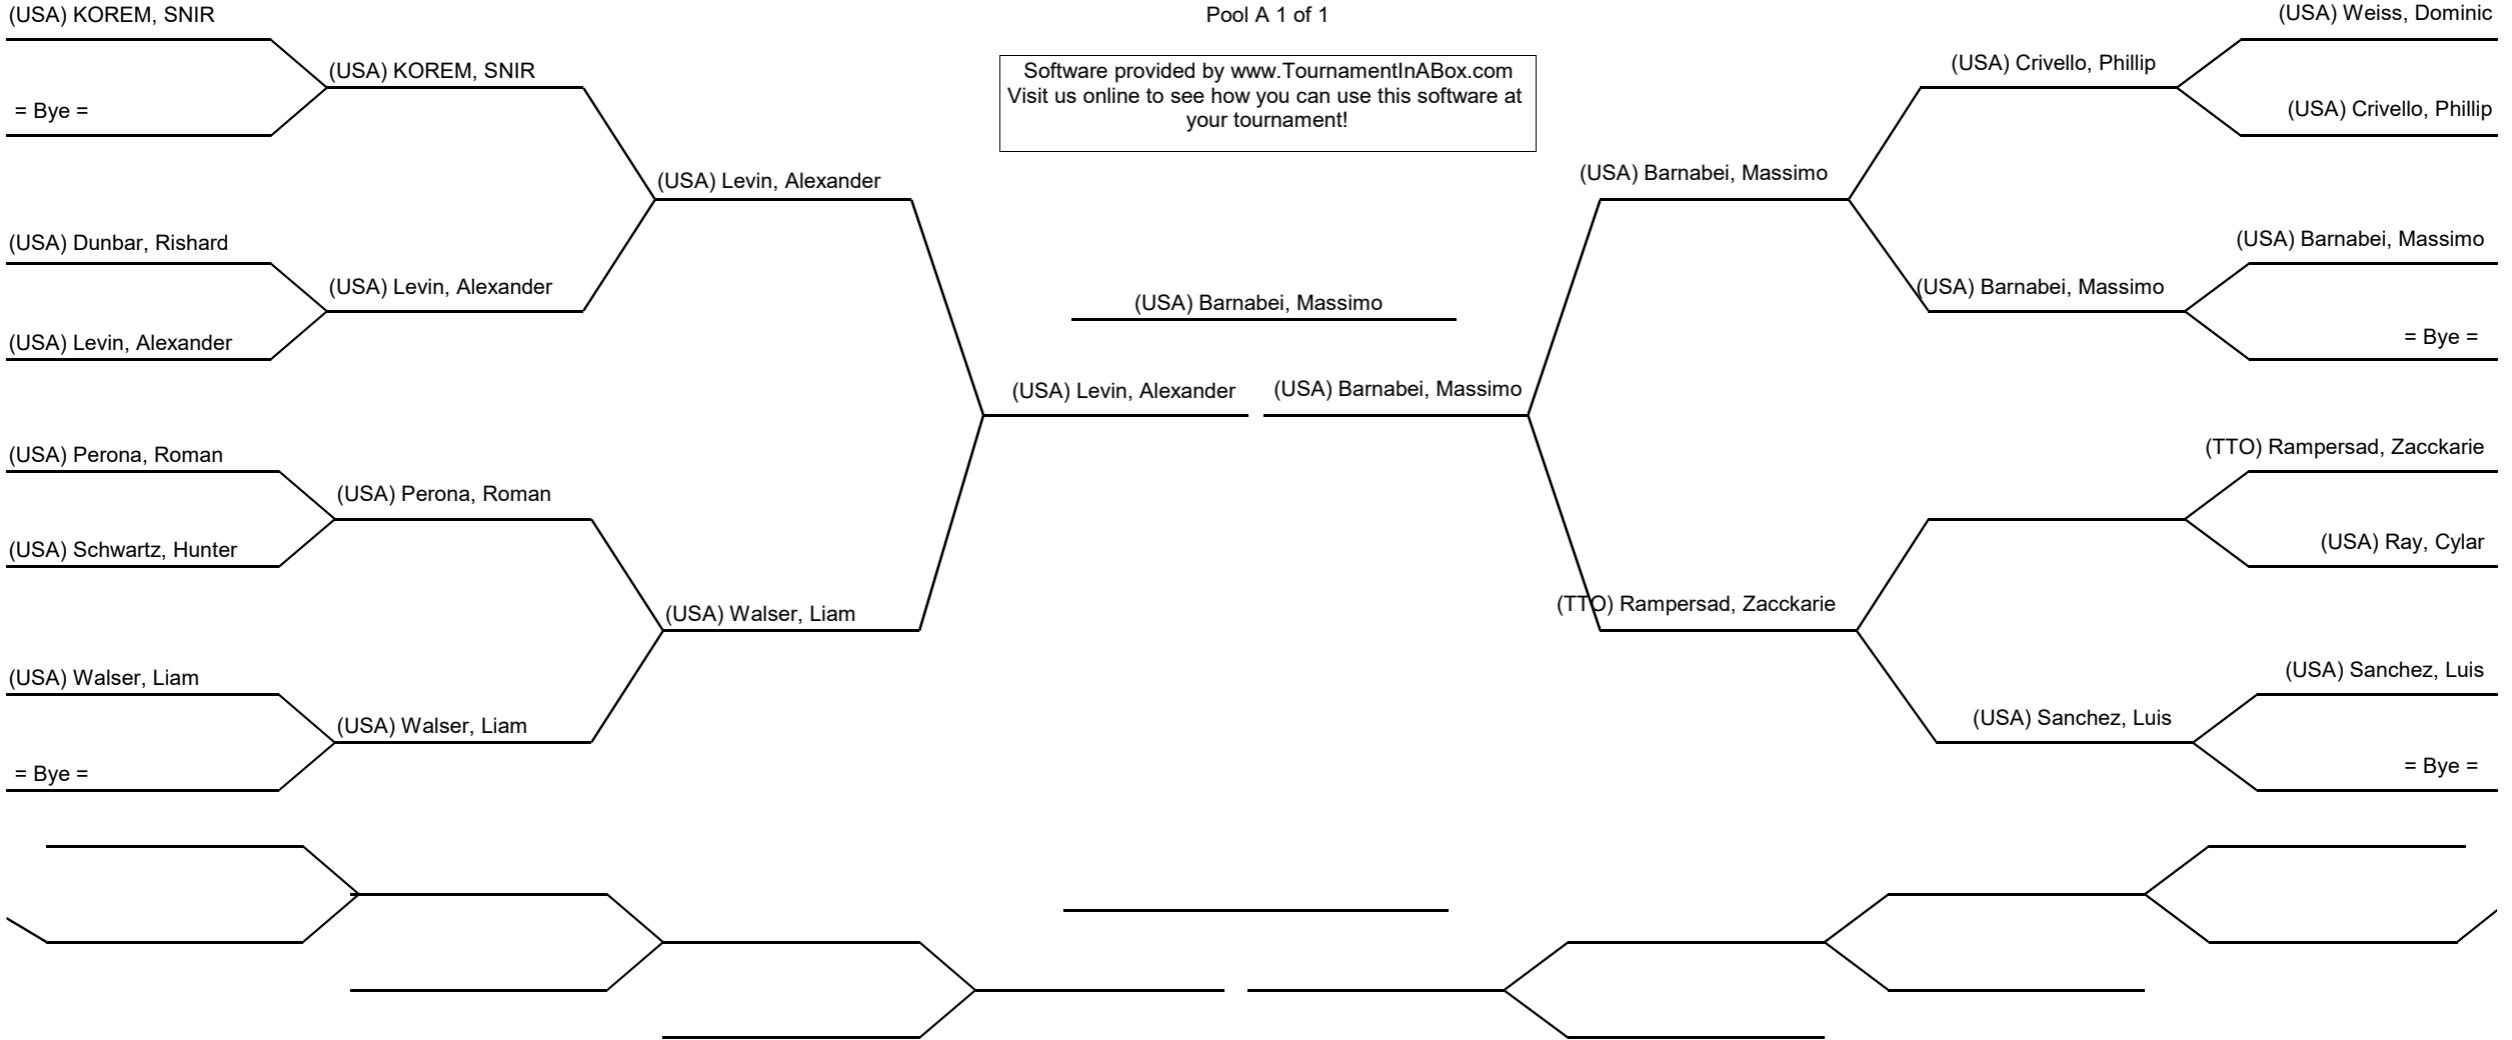 (USA) KOREM, SNIR
= Bye =
(USA) Dunbar, Rishard
(USA) Levin, Alexander
(USA) Perona, Roman
(USA) Schwartz, Hunter
(USA) Walser, Liam
= Bye =
(USA) KOREM, SNIR
(USA) Levin, Alexander
(USA) Perona, Roman
(USA) Walser, Liam
(USA) Levin, Alexander
(USA) Walser, Liam
Pool A 1 of 1
Software provided by www.TournamentInABox.com
Visit us online to see how you can use this software at
your tournament!
(USA) Barnabei, Massimo
(USA) Levin, Alexander
(USA) Barnabei, Massimo
(USA) Barnabei, Massimo
(TTO) Rampersad, Zacckarie
(USA) Crivello, Phillip
(USA) Barnabei, Massimo
(USA) Sanchez, Luis
(USA) Weiss, Dominic
(USA) Crivello, Phillip
(USA) Barnabei, Massimo
= Bye =
(TTO) Rampersad, Zacckarie
(USA) Ray, Cylar
(USA) Sanchez, Luis
= Bye =